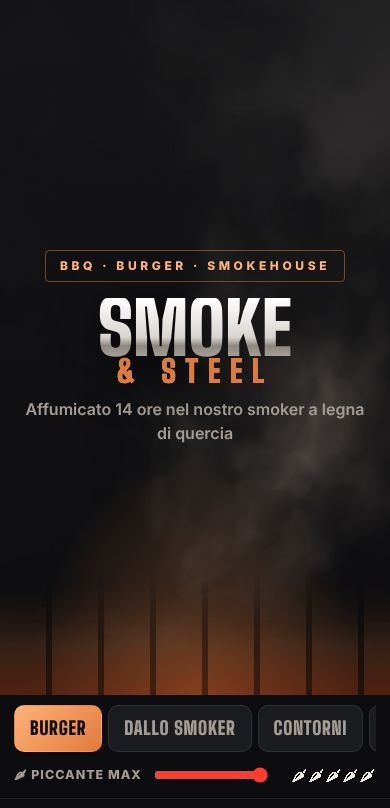 BBQ · BURGER · SMOKEHOUSE
SMOKE
& STEEL
Affumicato 14 ore nel nostro smoker a legna
di quercia
BURGER
DALLO SMOKER
CONTORNI
🌶 PICCANTE MAX 🌶🌶🌶🌶🌶